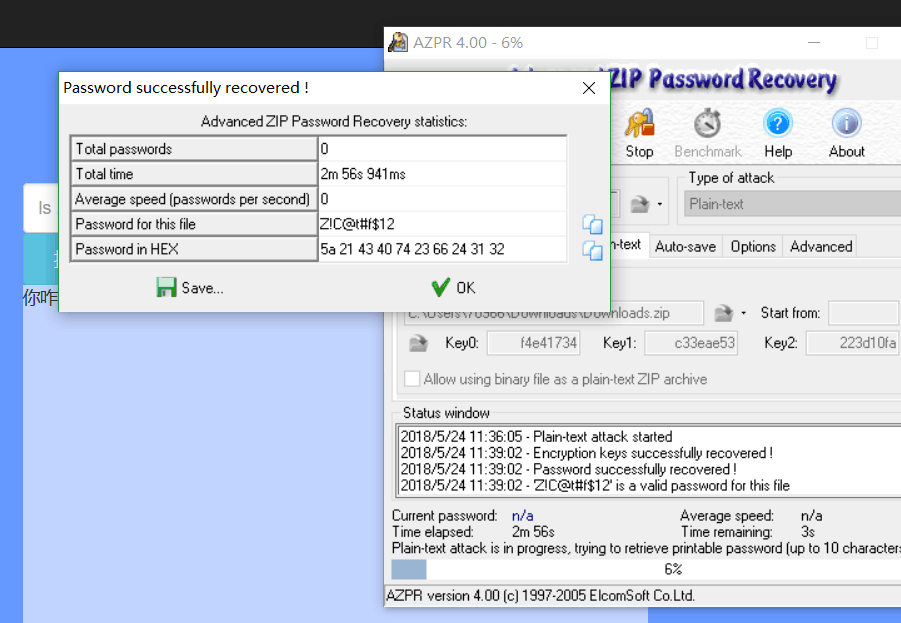 AZPR 4.00 - 6%
ZIP Password Recovery
Password successfully recovered !
Advanced ZIP Password Recovery statistics:
Total passwords 0
Total time 2m 56s 941ms
Average speed (passwords per second) 0
Password for this file Z!C@t#f$12
Password in HEX 5a 21 43 40 74 23 66 24 31 32
Save... OK
Stop Benchmark Help About
Type of attack
Plain-text
n-text Auto-save Options Advanced
ls
你咋
Start from:
Key0: f4e41734 Key1: c33eae53 Key2: 223d10fa
Allow using binary file as a plain-text ZIP archive
Status window
2018/5/24 11:36:05 - Plain-text attack started
2018/5/24 11:39:02 - Encryption keys successfully recovered !
2018/5/24 11:39:02 - Password successfully recovered !
2018/5/24 11:39:02 - 'Z!C@t#f$12' is a valid password for this file
Current password: n/a Average speed: n/a
Time elapsed: 2m 56s Time remaining: 3s
Plain-text attack is in progress, trying to retrieve printable password (up to 10 characters
6%
AZPR version 4.00 (c) 1997-2005 ElcomSoft Co.Ltd.